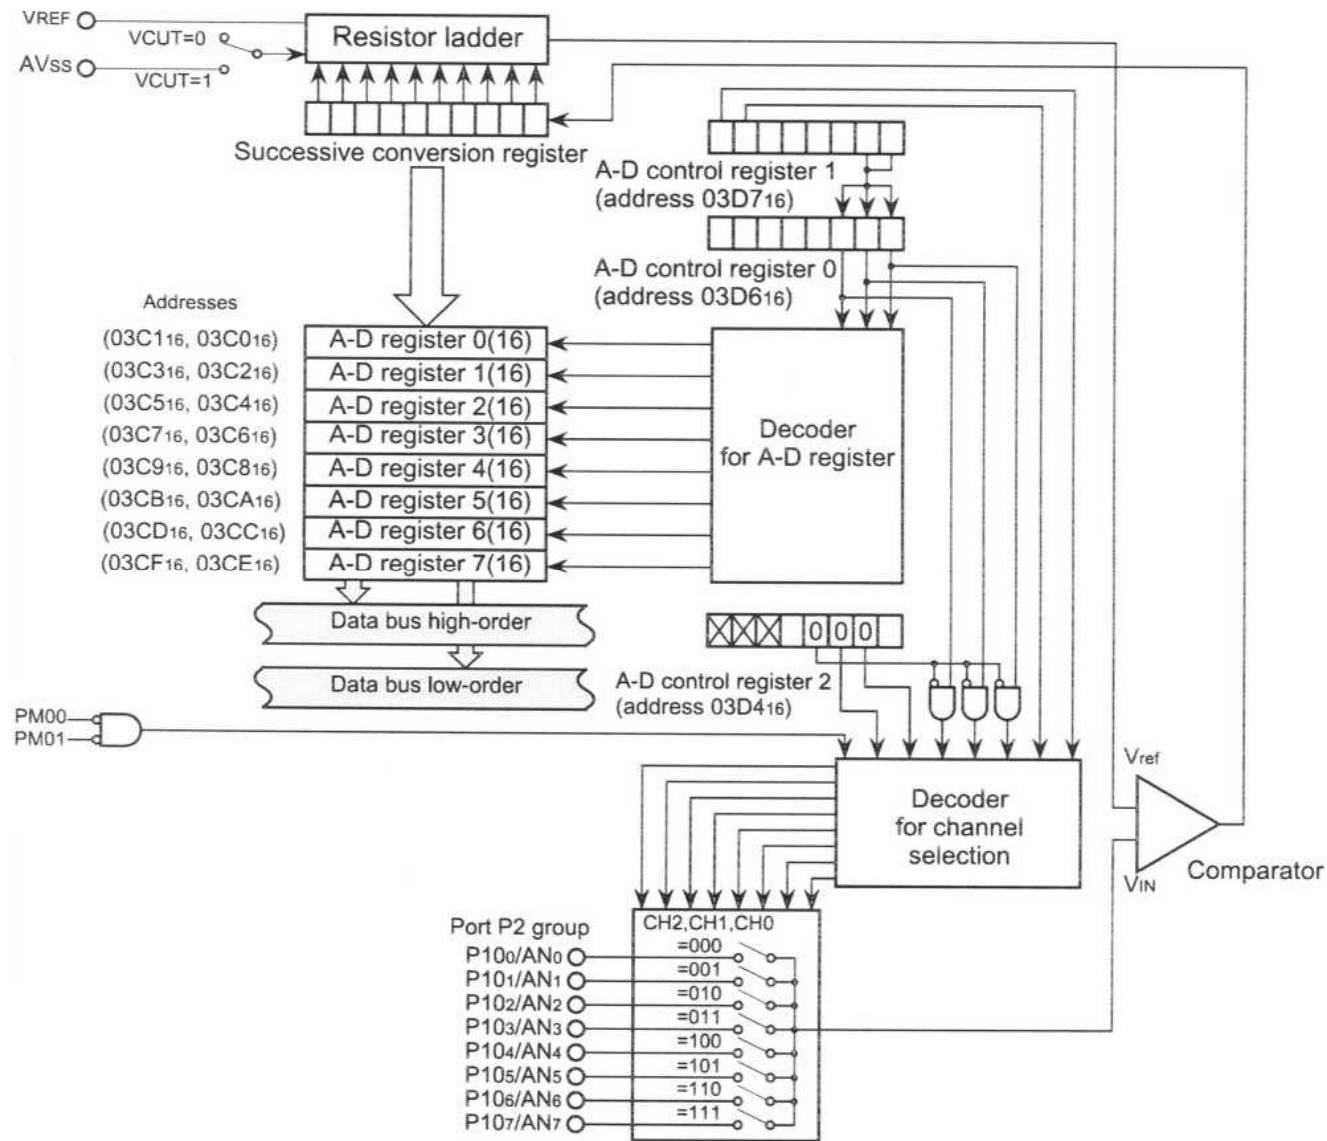 VREF
VCUT=0
Resistor ladder
AVSS
VCUT=1
Successive conversion register
A-D control register 1
(address 03D716)
A-D control register 0
(address 03D616)
Addresses
(03C116, 03C016) A-D register 0(16)
(03C316, 03C216) A-D register 1(16)
(03C516, 03C416) A-D register 2(16)
(03C716, 03C616) A-D register 3(16)
(03C916, 03C816) A-D register 4(16)
(03CB16, 03CA16) A-D register 5(16)
(03CD16, 03CC16) A-D register 6(16)
(03CF16, 03CE16) A-D register 7(16)
Decoder
for A-D register
Data bus high-order
Data bus low-order
0 0 0
A-D control register 2
(address 03D416)
PM00
PM01
Decoder
for channel
selection
Vref
VIN
Comparator
Port P2 group
CH2,CH1,CH0
P100/AN0 =000
P101/AN1 =001
P102/AN2 =010
P103/AN3 =011
P104/AN4 =100
P105/AN5 =101
P106/AN6 =110
P107/AN7 =111